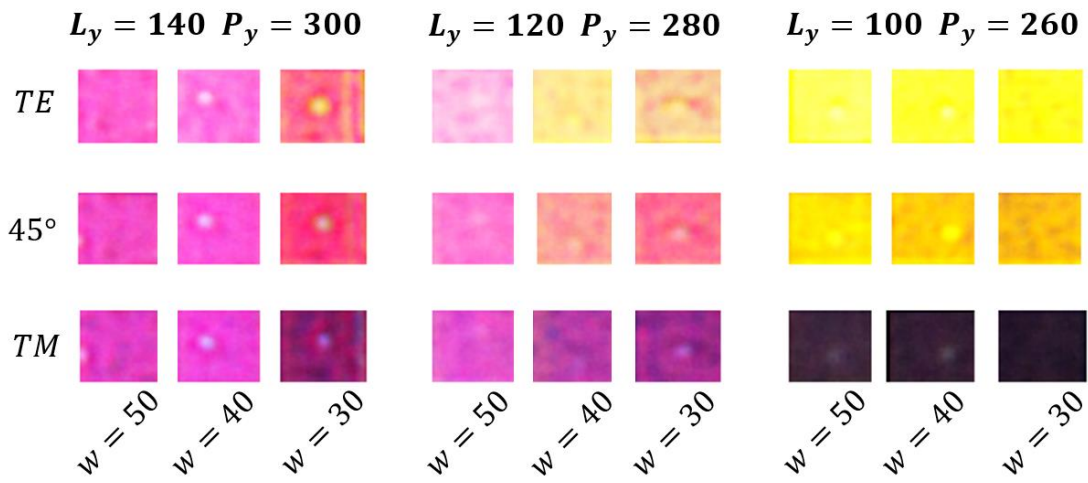 L_y = 140 P_y = 300 L_y = 120 P_y = 280 L_y = 100 P_y = 260
TE
45°
TM
w = 50 w = 40 w = 30 w = 50 w = 40 w = 30 w = 50 w = 40 w = 30